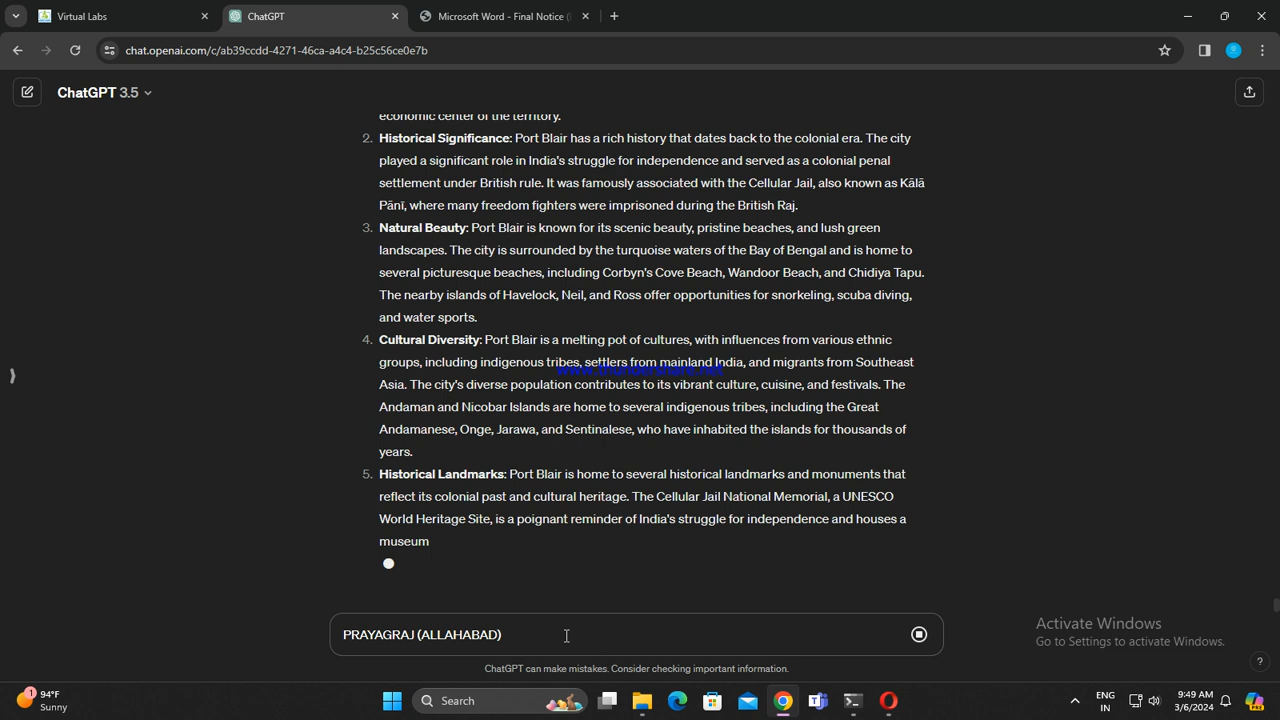 Virtual Labs
ChatGPT
Microsoft Word - Final Notice (
chat.openai.com/c/ab39ccdd-4271-46ca-a4c4-b25c56ce0e7b
ChatGPT 3.5
economic center of the territory.
2. Historical Significance: Port Blair has a rich history that dates back to the colonial era. The city
played a significant role in India's struggle for independence and served as a colonial penal
settlement under British rule. It was famously associated with the Cellular Jail, also known as Kālā
Pānī, where many freedom fighters were imprisoned during the British Raj.
3. Natural Beauty: Port Blair is known for its scenic beauty, pristine beaches, and lush green
landscapes. The city is surrounded by the turquoise waters of the Bay of Bengal and is home to
several picturesque beaches, including Corbyn's Cove Beach, Wandoor Beach, and Chidiya Tapu.
The nearby islands of Havelock, Neil, and Ross offer opportunities for snorkeling, scuba diving,
and water sports.
4. Cultural Diversity: Port Blair is a melting pot of cultures, with influences from various ethnic
groups, including indigenous tribes, settlers from mainland India, and migrants from Southeast
www.thundershare.net
Asia. The city's diverse population contributes to its vibrant culture, cuisine, and festivals. The
Andaman and Nicobar Islands are home to several indigenous tribes, including the Great
Andamanese, Onge, Jarawa, and Sentinalese, who have inhabited the islands for thousands of
years.
5. Historical Landmarks: Port Blair is home to several historical landmarks and monuments that
reflect its colonial past and cultural heritage. The Cellular Jail National Memorial, a UNESCO
World Heritage Site, is a poignant reminder of India's struggle for independence and houses a
museum
PRAYAGRAJ (ALLAHABAD)
Activate Windows
Go to Settings to activate Windows.
ChatGPT can make mistakes. Consider checking important information.
?
1
94°F
Sunny
Search
ENG
IN
9:49 AM
3/6/2024